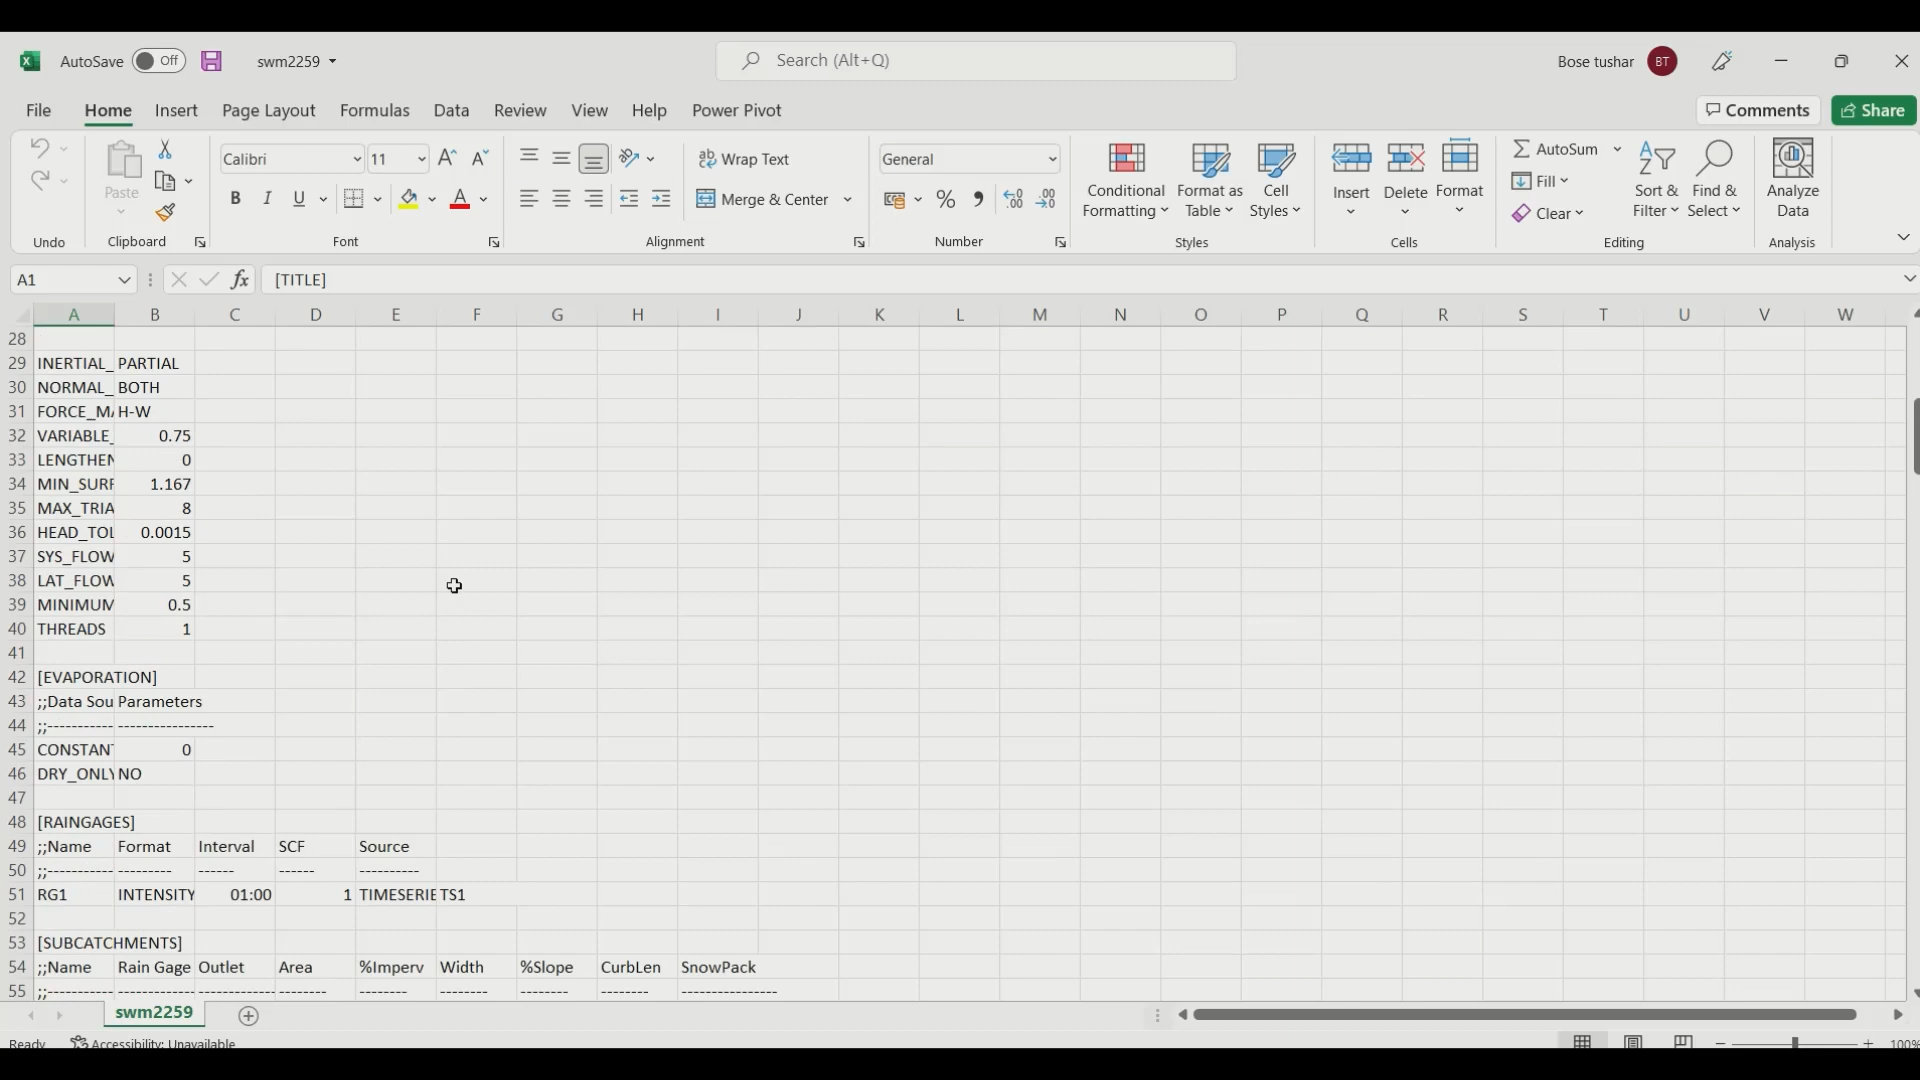 AutoSave Off swm2259 Search (Alt+Q) Bose tushar BT
File Home Insert Page Layout Formulas Data Review View Help Power Pivot Comments Share
Paste Calibri 11 Wrap Text General Conditional Formatting Format as Table Cell Styles Insert Delete Format AutoSum Fill Clear Sort & Filter Find & Select Analyze Data
B I U A Merge & Center
Undo Clipboard Font Alignment Number Styles Cells Editing Analysis
A1 fx [TITLE]
A B C D E F G H I J K L M N O P Q R S T U V W
28
29 INERTIAL_ PARTIAL
30 NORMAL_ BOTH
31 FORCE_MA H-W
32 VARIABLE_ 0.75
33 LENGTHEN 0
34 MIN_SURF 1.167
35 MAX_TRIA 8
36 HEAD_TOL 0.0015
37 SYS_FLOW 5
38 LAT_FLOW 5
39 MINIMUM 0.5
40 THREADS 1
41
42 [EVAPORATION]
43 ;;Data Sou Parameters
44 ;;----------- ----------------
45 CONSTANT 0
46 DRY_ONLY NO
47
48 [RAINGAGES]
49 ;;Name Format Interval SCF Source
50 ;;----------- --------- ------ ------ ----------
51 RG1 INTENSITY 01:00 1 TIMESERIE TS1
52
53 [SUBCATCHMENTS]
54 ;;Name Rain Gage Outlet Area %Imperv Width %Slope CurbLen SnowPack
55 ;;----------- ------------- ------------- -------- -------- -------- -------- -------- ----------------
swm2259
Ready Accessibility: Unavailable 100%